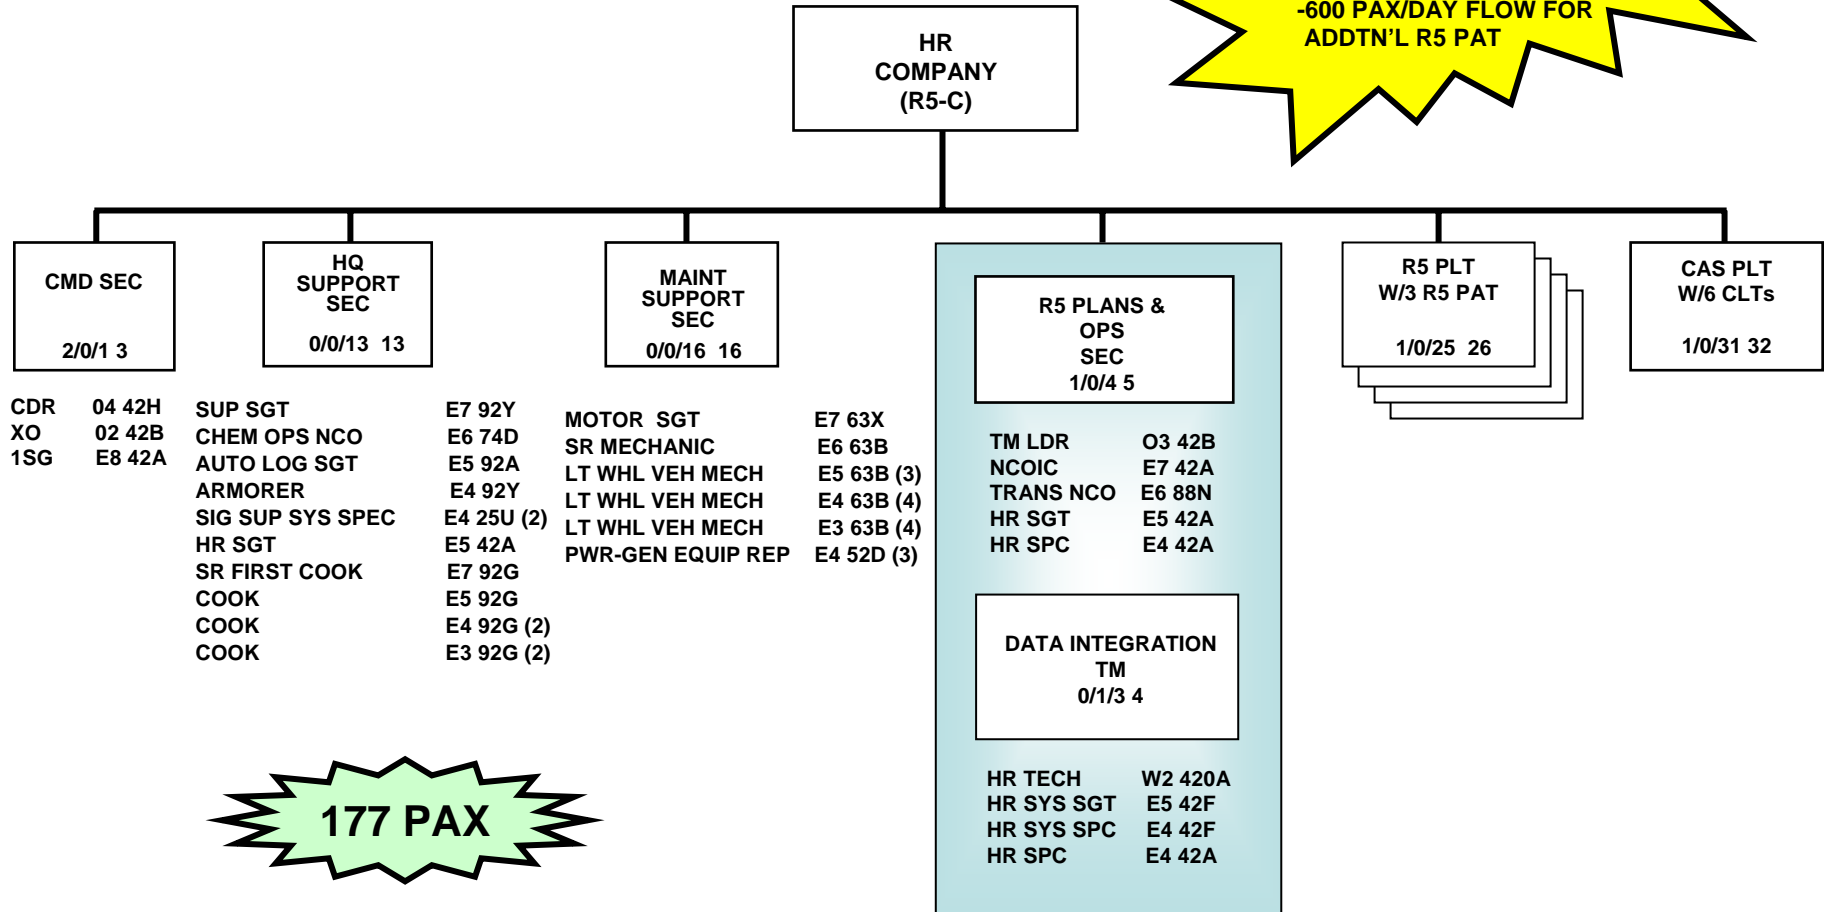 -600 PAX/DAY FLOW FOR
ADDTN'L R5 PAT
HR
COMPANY
(R5-C)
CMD SEC
2/0/1 3
HQ
SUPPORT
SEC
0/0/13 13
MAINT
SUPPORT
SEC
0/0/16 16
R5 PLANS &
OPS
SEC
1/0/4 5
R5 PLT
W/3 R5 PAT
1/0/25 26
CAS PLT
W/6 CLTs
1/0/31 32
CDR 04 42H
XO 02 42B
1SG E8 42A
SUP SGT E7 92Y
CHEM OPS NCO E6 74D
AUTO LOG SGT E5 92A
ARMORER E4 92Y
SIG SUP SYS SPEC E4 25U (2)
HR SGT E5 42A
SR FIRST COOK E7 92G
COOK E5 92G
COOK E4 92G (2)
COOK E3 92G (2)
MOTOR SGT E7 63X
SR MECHANIC E6 63B
LT WHL VEH MECH E5 63B (3)
LT WHL VEH MECH E4 63B (4)
LT WHL VEH MECH E3 63B (4)
PWR-GEN EQUIP REP E4 52D (3)
TM LDR O3 42B
NCOIC E7 42A
TRANS NCO E6 88N
HR SGT E5 42A
HR SPC E4 42A
DATA INTEGRATION
TM
0/1/3 4
HR TECH W2 420A
HR SYS SGT E5 42F
HR SYS SPC E4 42F
HR SPC E4 42A
177 PAX